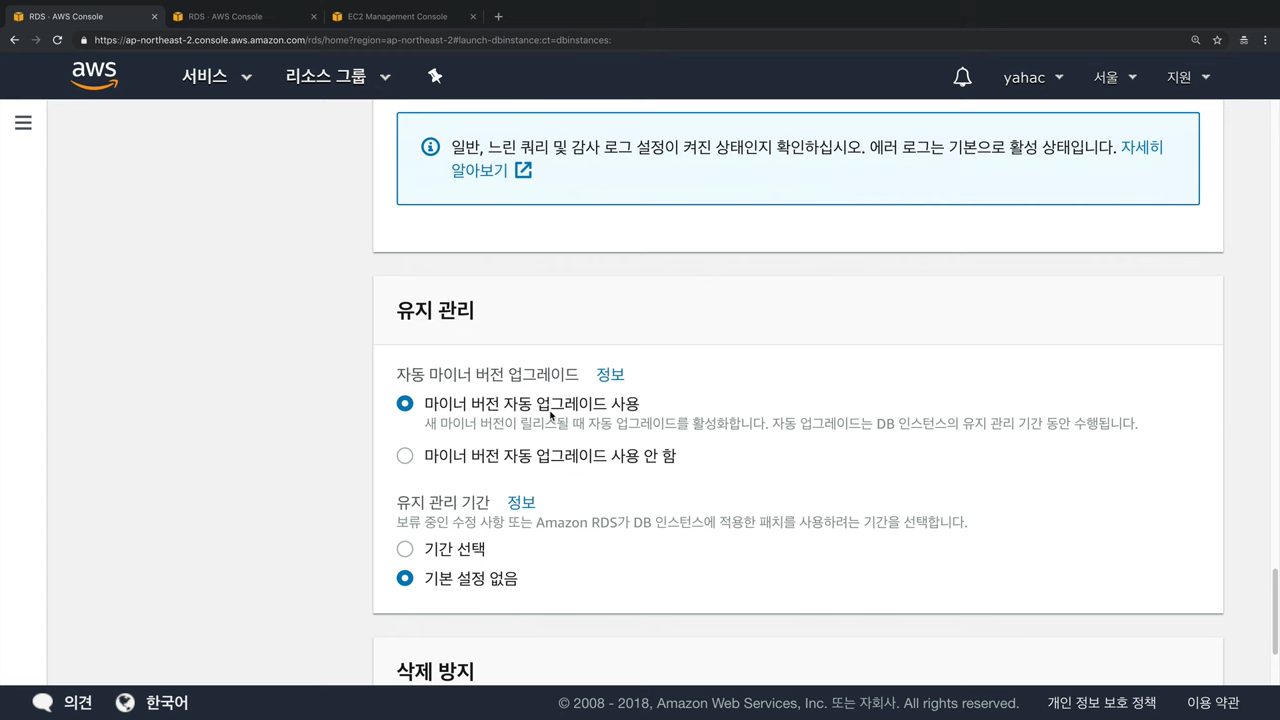 RDS · AWS Console
RDS · AWS Console
EC2 Management Console
https://ap-northeast-2.console.aws.amazon.com/rds/home?region=ap-northeast-2#launch-dbinstance:ct=dbinstances:
aws 서비스 리소스 그룹 yahac 서울 지원
일반, 느린 쿼리 및 감사 로그 설정이 켜진 상태인지 확인하십시오. 에러 로그는 기본으로 활성 상태입니다. 자세히
알아보기
유지 관리
자동 마이너 버전 업그레이드 정보
마이너 버전 자동 업그레이드 사용
새 마이너 버전이 릴리스될 때 자동 업그레이드를 활성화합니다. 자동 업그레이드는 DB 인스턴스의 유지 관리 기간 동안 수행됩니다.
마이너 버전 자동 업그레이드 사용 안 함
유지 관리 기간 정보
보류 중인 수정 사항 또는 Amazon RDS가 DB 인스턴스에 적용한 패치를 사용하려는 기간을 선택합니다.
기간 선택
기본 설정 없음
삭제 방지
의견 한국어 © 2008 - 2018, Amazon Web Services, Inc. 또는 자회사. All rights reserved. 개인 정보 보호 정책 이용 약관